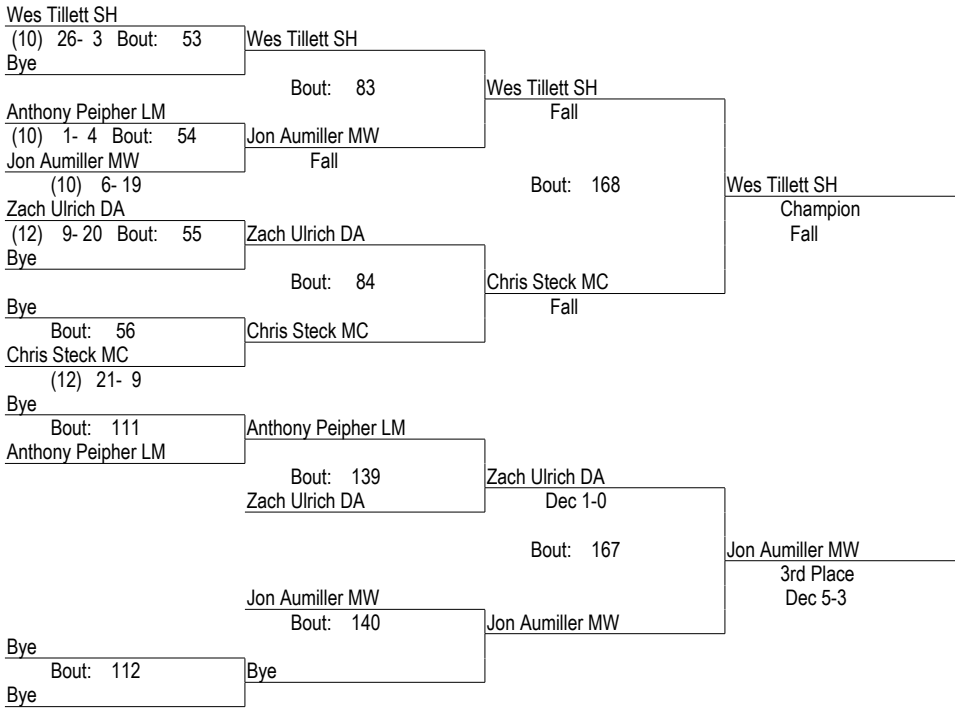 Wes Tillett SH
(10) 26- 3 Bout: 53
Wes Tillett SH
Bye
Bout: 83
Wes Tillett SH
Fall
Anthony Peipher LM
(10) 1- 4 Bout: 54
Jon Aumiller MW
Jon Aumiller MW
Fall
(10) 6- 19
Bout: 168
Wes Tillett SH
Champion
Fall
Zach Ulrich DA
(12) 9- 20 Bout: 55
Zach Ulrich DA
Bye
Bout: 84
Chris Steck MC
Fall
Bye
Bout: 56
Chris Steck MC
Chris Steck MC
(12) 21- 9
Bye
Bout: 111
Anthony Peipher LM
Anthony Peipher LM
Bout: 139
Zach Ulrich DA
Zach Ulrich DA
Dec 1-0
Bout: 167
Jon Aumiller MW
3rd Place
Dec 5-3
Jon Aumiller MW
Bout: 140
Jon Aumiller MW
Bye
Bout: 112
Bye
Bye